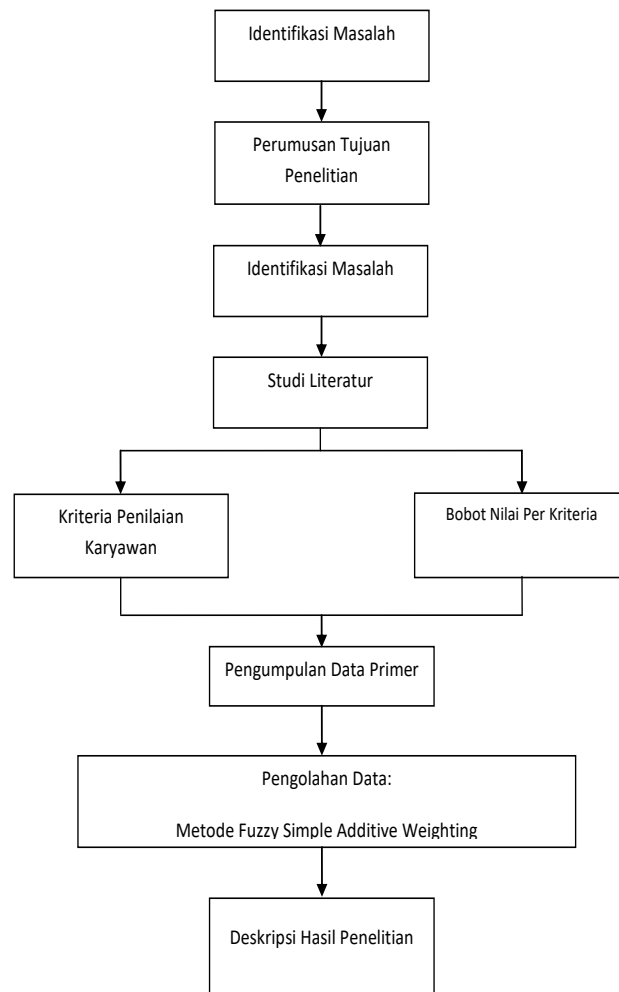 Identifikasi Masalah
Perumusan Tujuan
Penelitian
Identifikasi Masalah
Studi Literatur
Kriteria Penilaian
Karyawan
Bobot Nilai Per Kriteria
Pengumpulan Data Primer
Pengolahan Data:
Metode Fuzzy Simple Additive Weighting
Deskripsi Hasil Penelitian